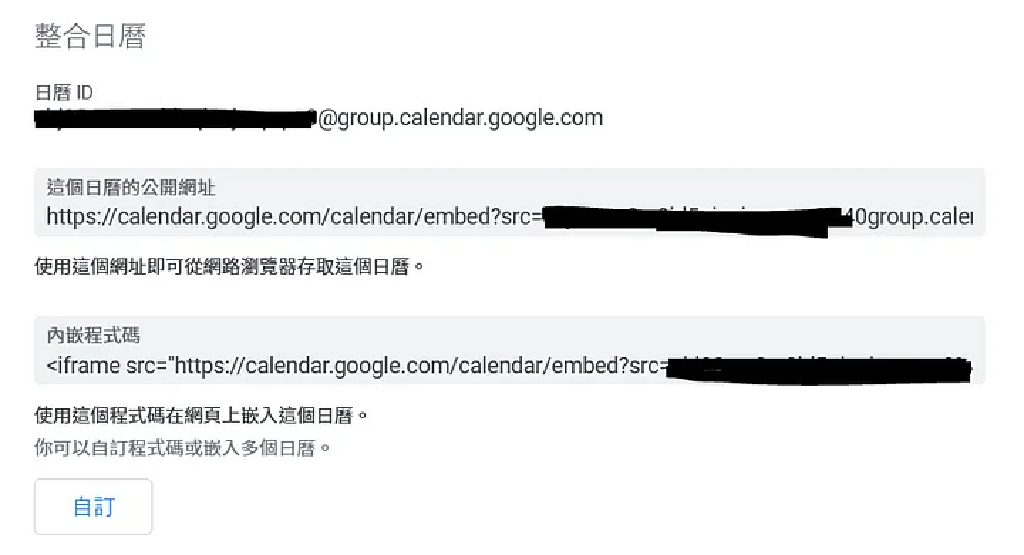 整合日曆
日曆 ID
@group.calendar.google.com
這個日曆的公開網址
https://calendar.google.com/calendar/embed?src=
40group.caler
使用這個網址即可從網路瀏覽器存取這個日曆。
內嵌程式碼
<iframe src="https://calendar.google.com/calendar/embed?src=
使用這個程式碼在網頁上嵌入這個日曆。
你可以自訂程式碼或嵌入多個日曆。
自訂